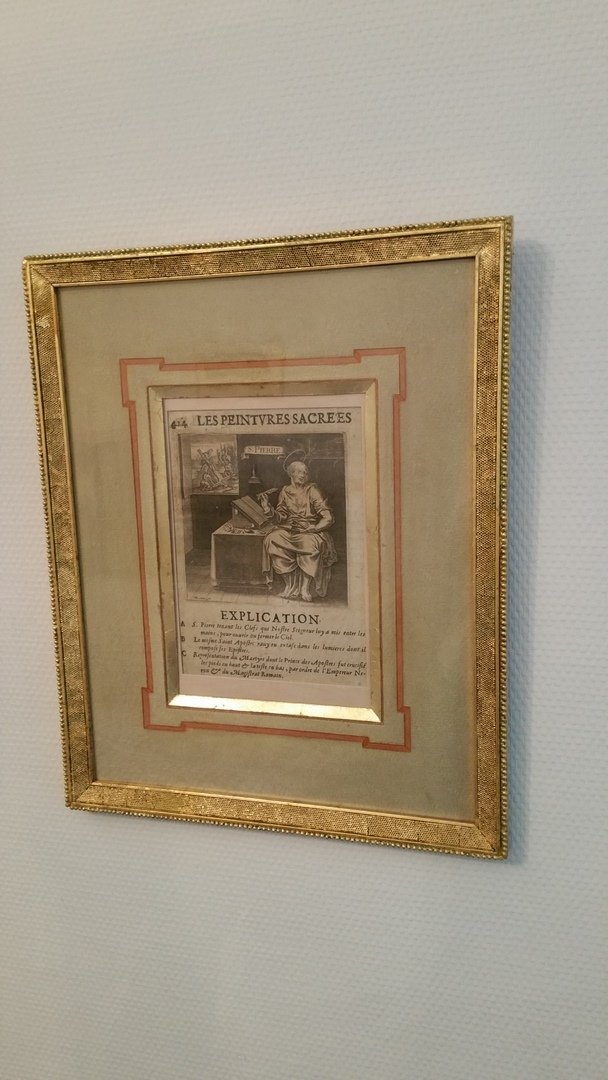 414 LES PEINTVRES SACREES
S. PIERRE
EXPLICATION.
A S. Pierre tenant les Clefs que Nostre Seigneur luy a mis entre les
mains, pour ouvrir ou fermer le Ciel.
B Le mesme Saint Apostre ravy en extase dans les lumieres dont il
composa ses Epistres.
C Representation du Martyre dont le Prince des Apostres fut crucifié
les pieds en haut & la teste en bas, par ordre de l'Empereur Ne-
ron & du Magistrat Romain.